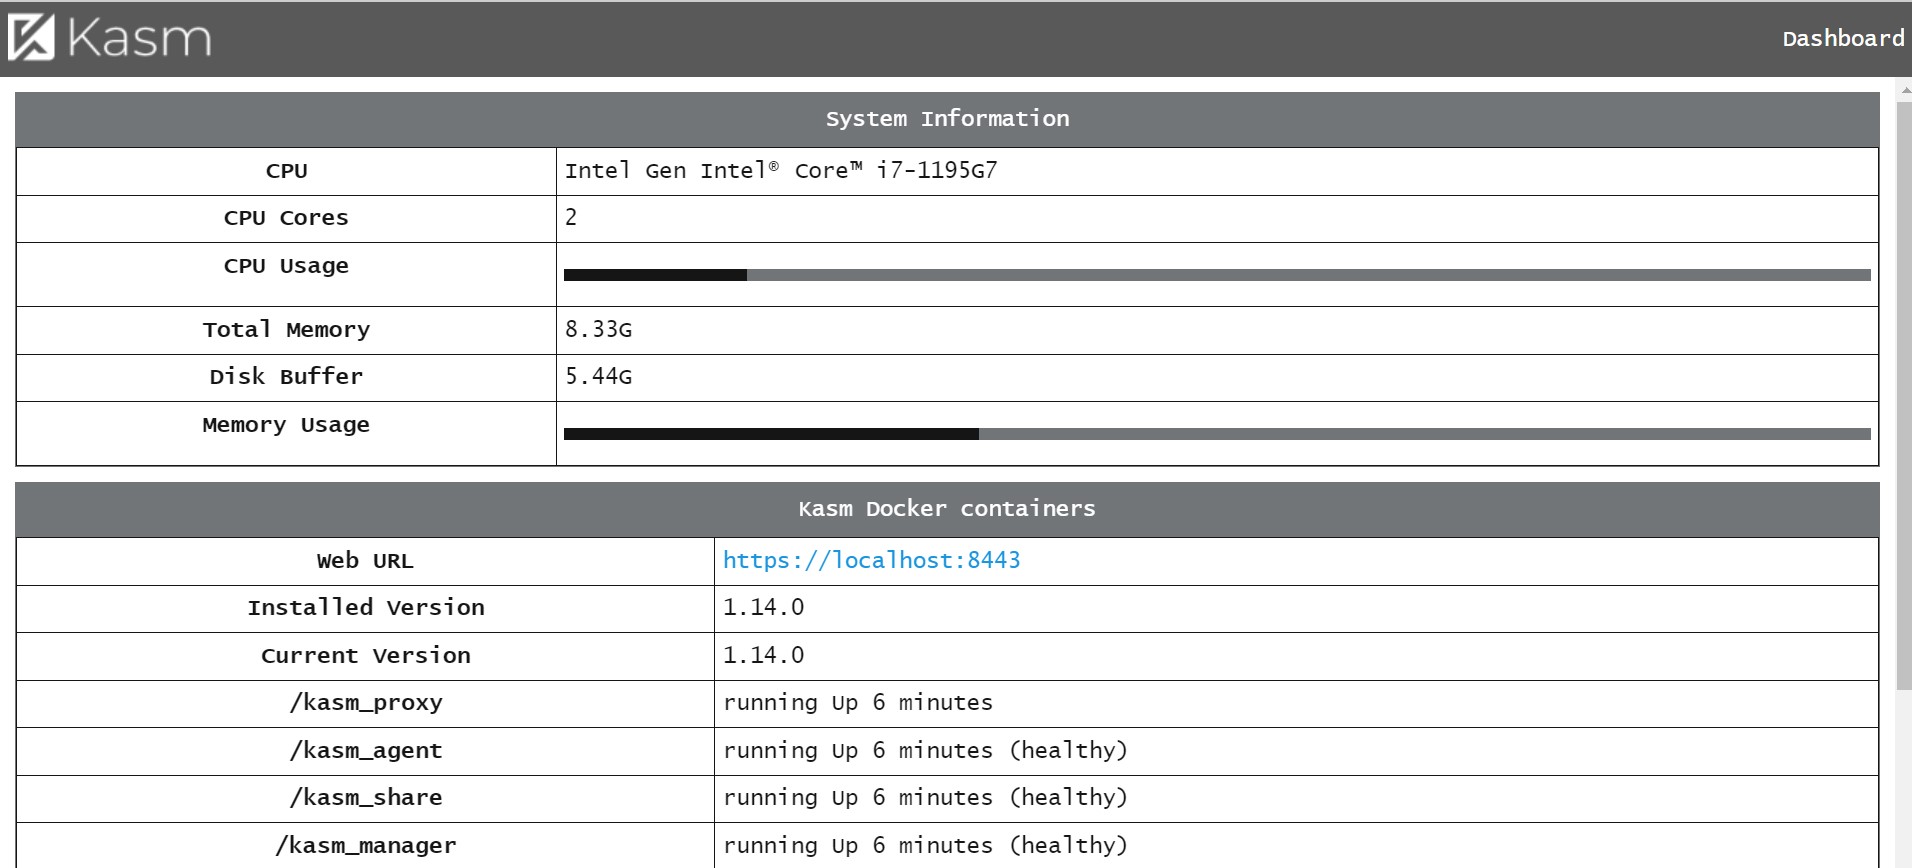 Kasm
Dashboard
System Information
CPU Intel Gen Intel® Core™ i7-1195G7
CPU Cores 2
CPU Usage
Total Memory 8.33G
Disk Buffer 5.44G
Memory Usage
Kasm Docker containers
Web URL https://localhost:8443
Installed Version 1.14.0
Current Version 1.14.0
/kasm_proxy running Up 6 minutes
/kasm_agent running Up 6 minutes (healthy)
/kasm_share running Up 6 minutes (healthy)
/kasm_manager running Up 6 minutes (healthy)